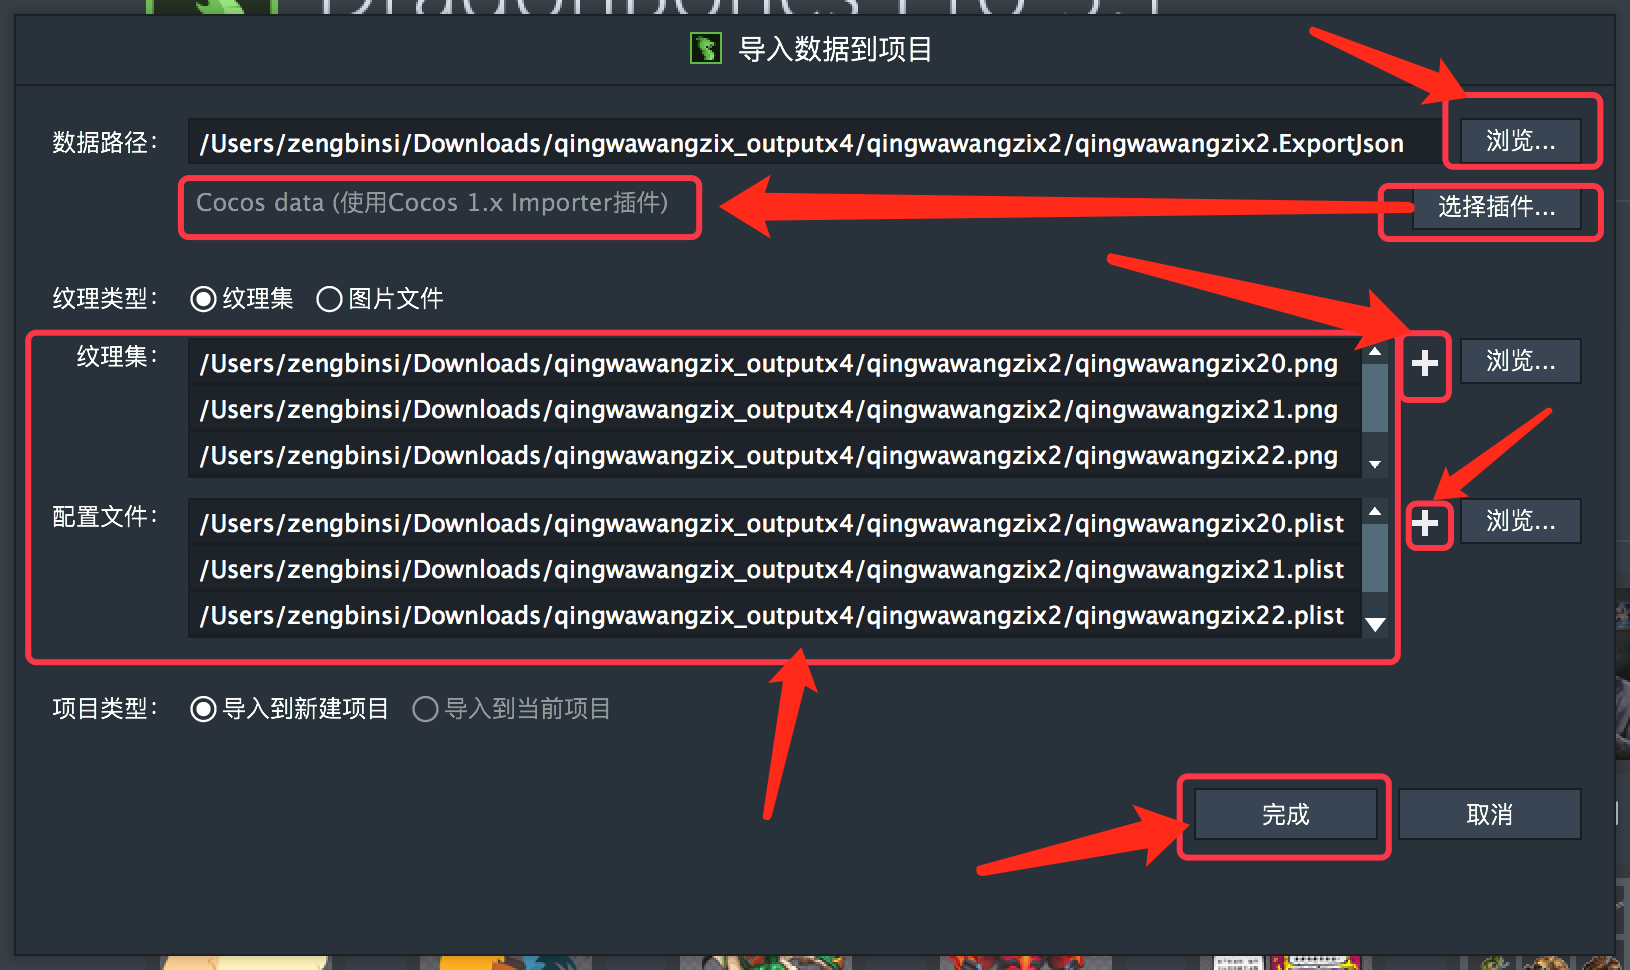 导入数据到项目
数据路径：
/Users/zengbinsi/Downloads/qingwawangzix_outputx4/qingwawangzix2/qingwawangzix2.ExportJson
浏览...
Cocos data (使用Cocos 1.x Importer插件)
选择插件...
纹理类型：
纹理集
图片文件
纹理集：
/Users/zengbinsi/Downloads/qingwawangzix_outputx4/qingwawangzix2/qingwawangzix20.png
浏览...
/Users/zengbinsi/Downloads/qingwawangzix_outputx4/qingwawangzix2/qingwawangzix21.png
/Users/zengbinsi/Downloads/qingwawangzix_outputx4/qingwawangzix2/qingwawangzix22.png
配置文件：
/Users/zengbinsi/Downloads/qingwawangzix_outputx4/qingwawangzix2/qingwawangzix20.plist
浏览...
/Users/zengbinsi/Downloads/qingwawangzix_outputx4/qingwawangzix2/qingwawangzix21.plist
/Users/zengbinsi/Downloads/qingwawangzix_outputx4/qingwawangzix2/qingwawangzix22.plist
项目类型：
导入到新建项目
导入到当前项目
完成
取消